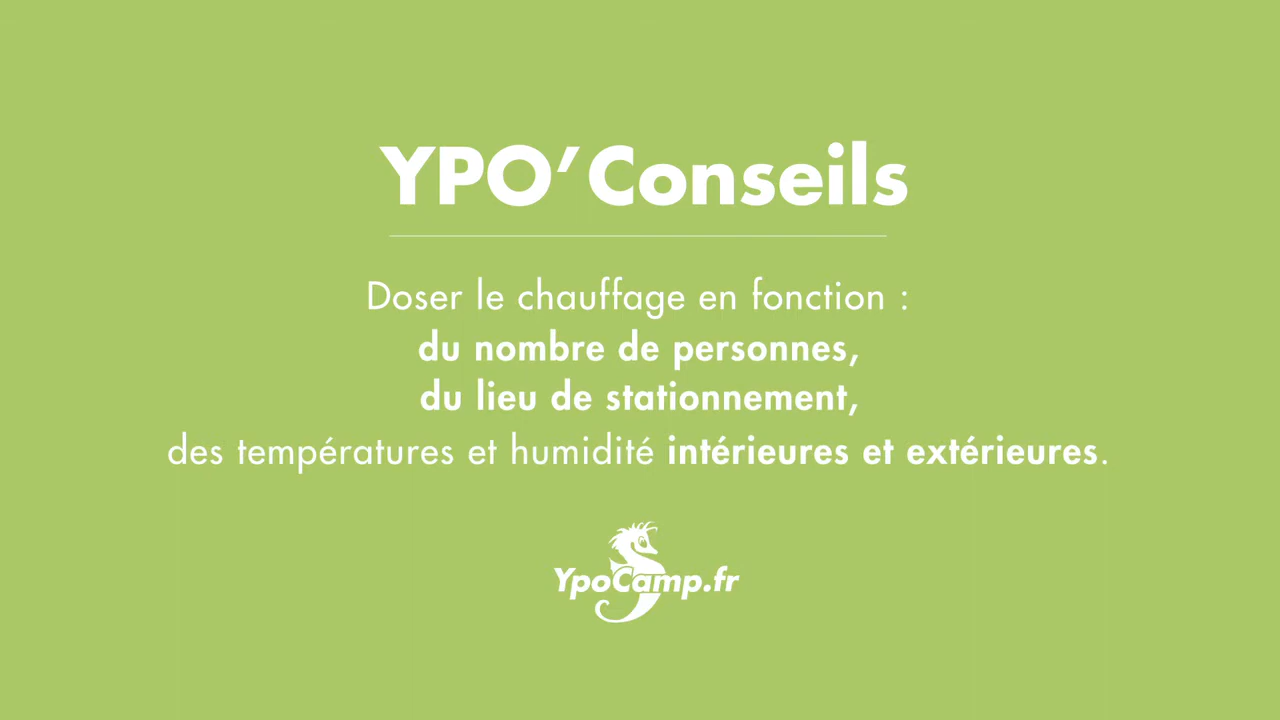 YPO’Conseils
Doser le chauffage en fonction :
du nombre de personnes,
du lieu de stationnement,
des températures et humidité intérieures et extérieures.
YpoCamp.fr